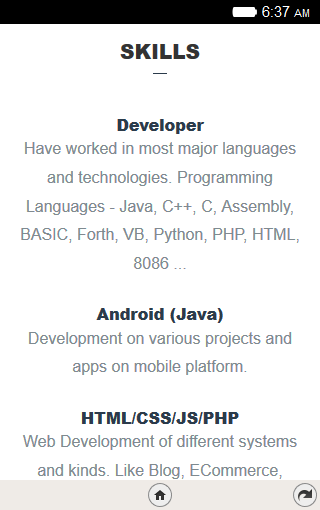 6:37 AM
SKILLS
Developer
Have worked in most major languages
and technologies. Programming
Languages - Java, C++, C, Assembly,
BASIC, Forth, VB, Python, PHP, HTML,
8086 ...
Android (Java)
Development on various projects and
apps on mobile platform.
HTML/CSS/JS/PHP
Web Development of different systems
and kinds. Like Blog, ECommerce,